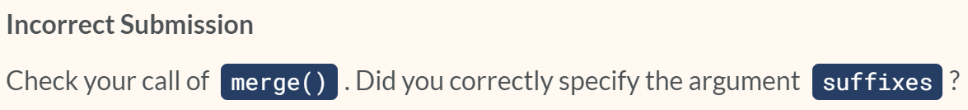 Incorrect Submission
Check your call of merge() . Did you correctly specify the argument suffixes ?